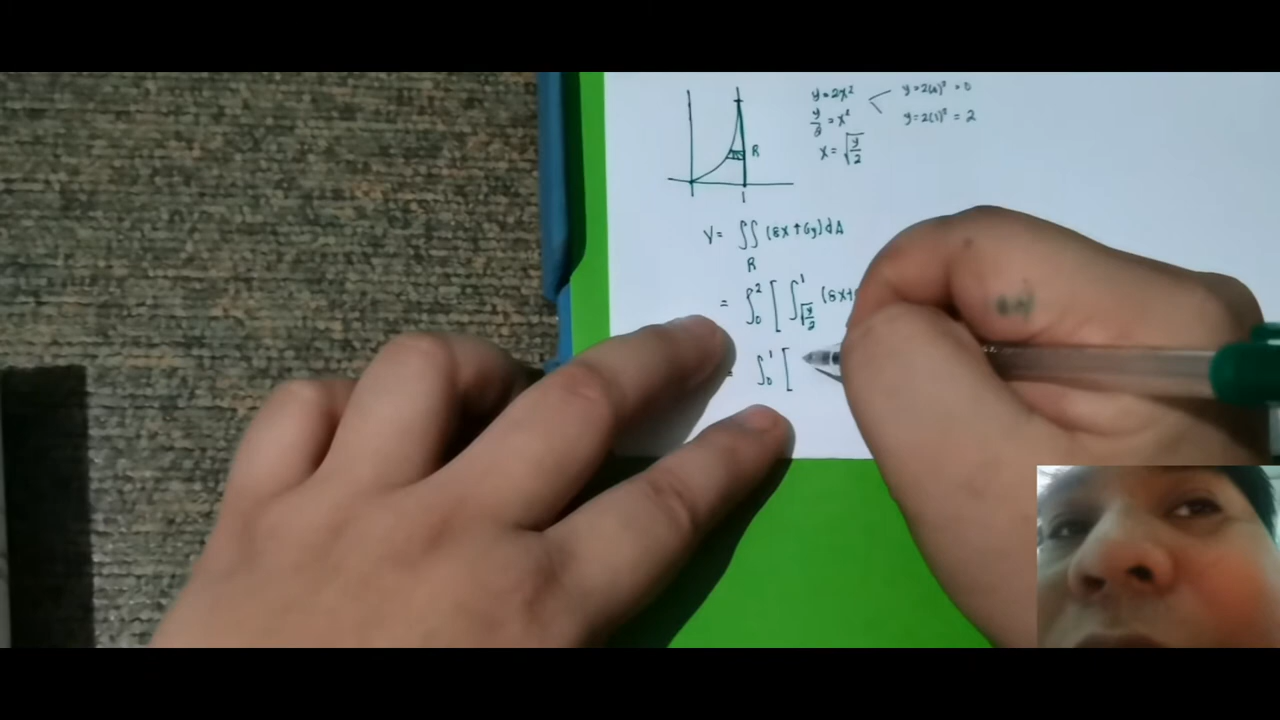 y=2x² y=2(0)² = 0
y/2 = x² y=2(1)² = 2
x = √(y/2)
R
1
V = ∬ (8x+6y)dA
R
= ∫₀² [ ∫_{√(y/2)}^1 (8x+
= ∫₀¹ [